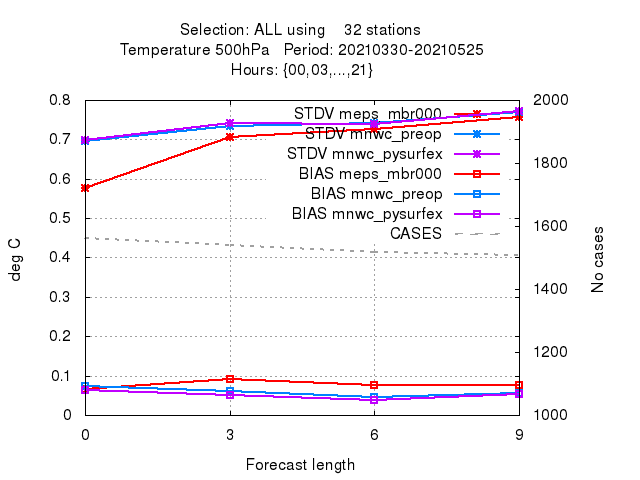 Selection: ALL using 32 stations
Temperature 500hPa Period: 20210330-20210525
Hours: {00,03,...,21}
0.8
0.7
0.6
0.5
0.4
0.3
0.2
0.1
0
2000
1800
1600
1400
1200
1000
deg C
No cases
STDV meps_mbr000
STDV mnwc_preop
STDV mnwc_pysurfex
BIAS meps_mbr000
BIAS mnwc_preop
BIAS mnwc_pysurfex
CASES
0 3 6 9
Forecast length